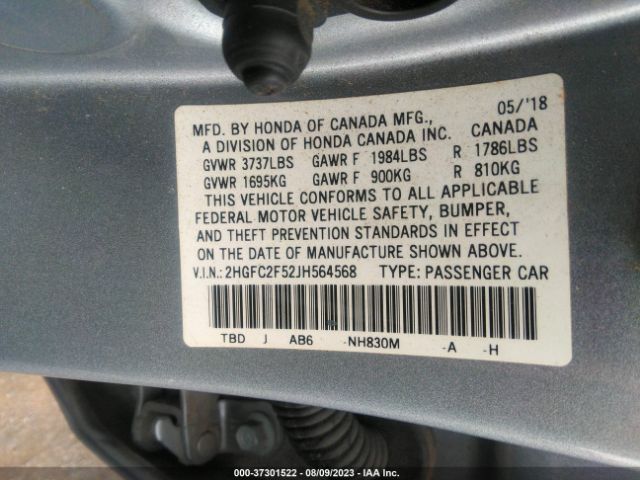 05/'18
MFD. BY HONDA OF CANADA MFG.,
A DIVISION OF HONDA CANADA INC. CANADA
GVWR 3737LBS GAWR F 1984LBS R 1786LBS
GVWR 1695KG GAWR F 900KG R 810KG
THIS VEHICLE CONFORMS TO ALL APPLICABLE
FEDERAL MOTOR VEHICLE SAFETY, BUMPER,
AND THEFT PREVENTION STANDARDS IN EFFECT
ON THE DATE OF MANUFACTURE SHOWN ABOVE.
V.I.N.: 2HGFC2F52JH564568 TYPE: PASSENGER CAR
TBD J AB6 -NH830M -A -H
000-37301522 - 08/09/2023 - IAA Inc.